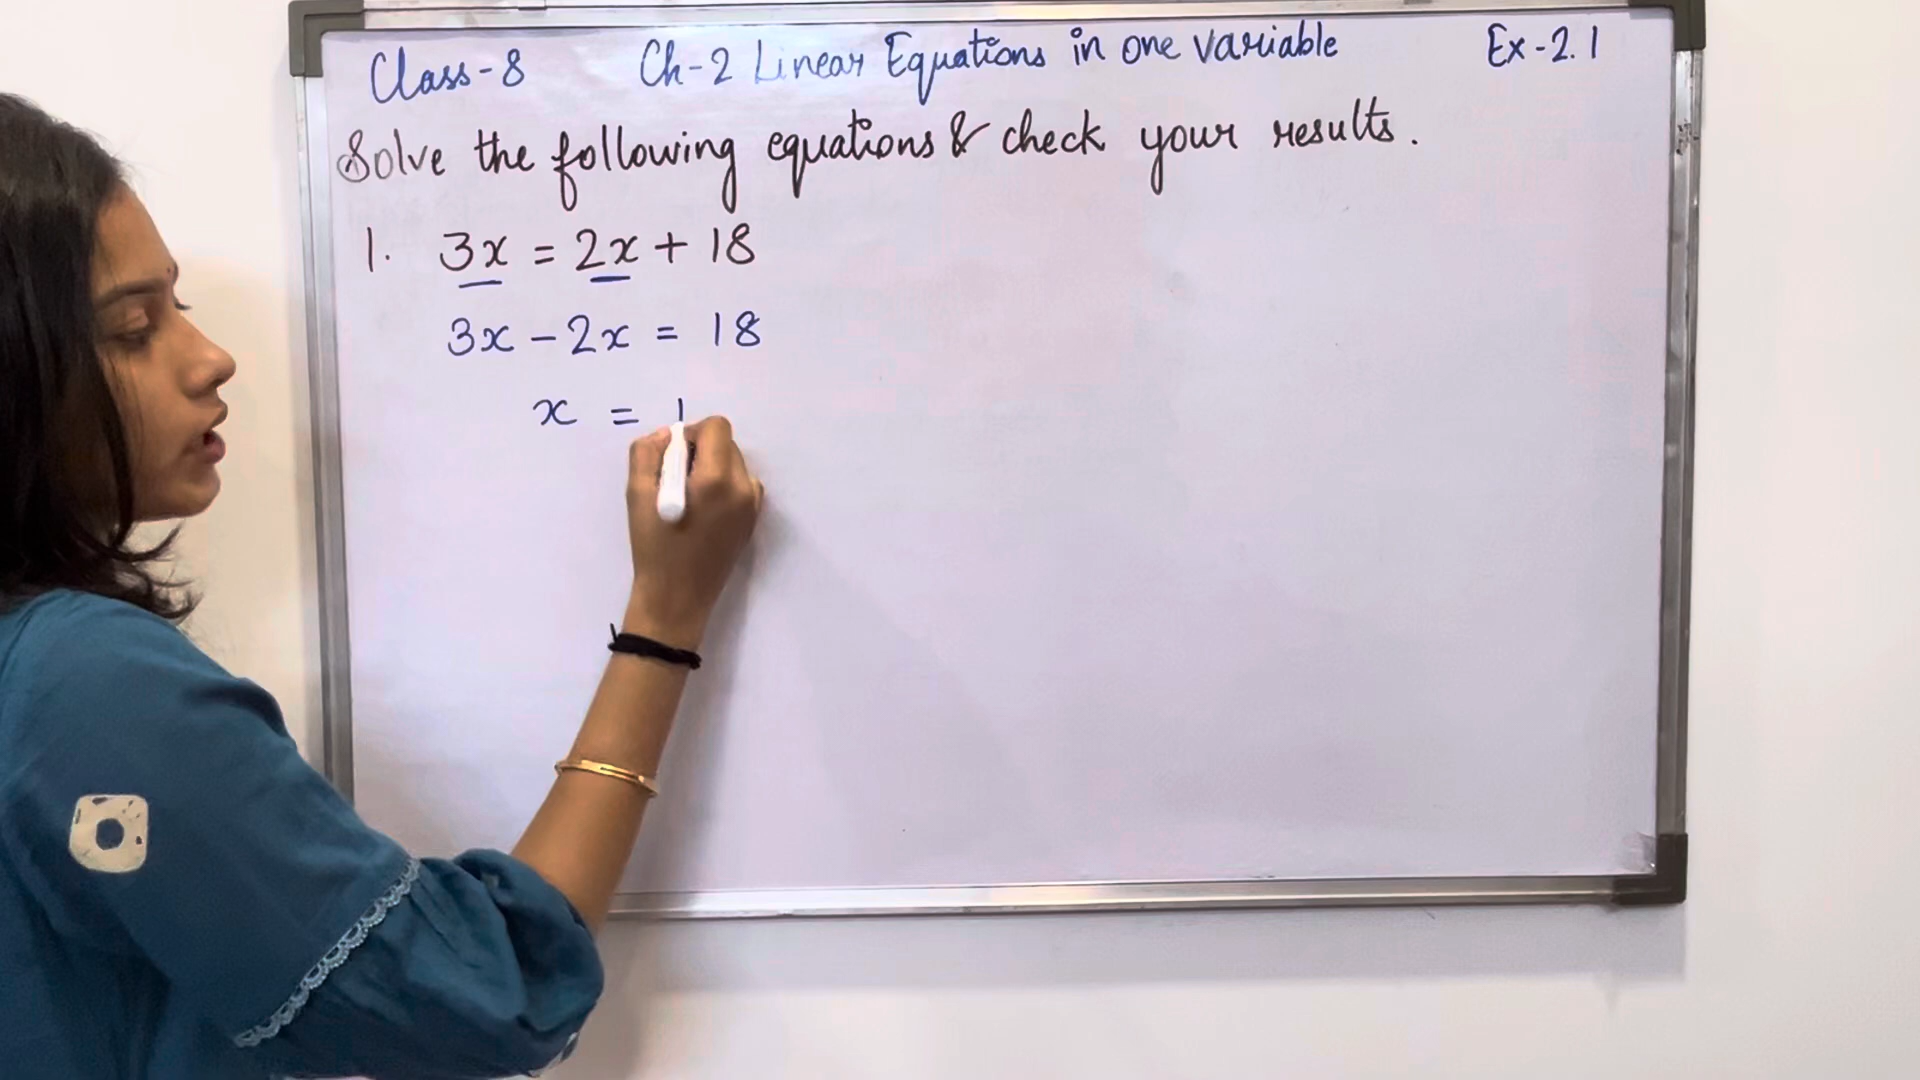 Class-8 Ch-2 Linear Equations in one variable Ex-2.1
Solve the following equations & check your results.
1. 3x = 2x + 18
3x - 2x = 18
x = 1